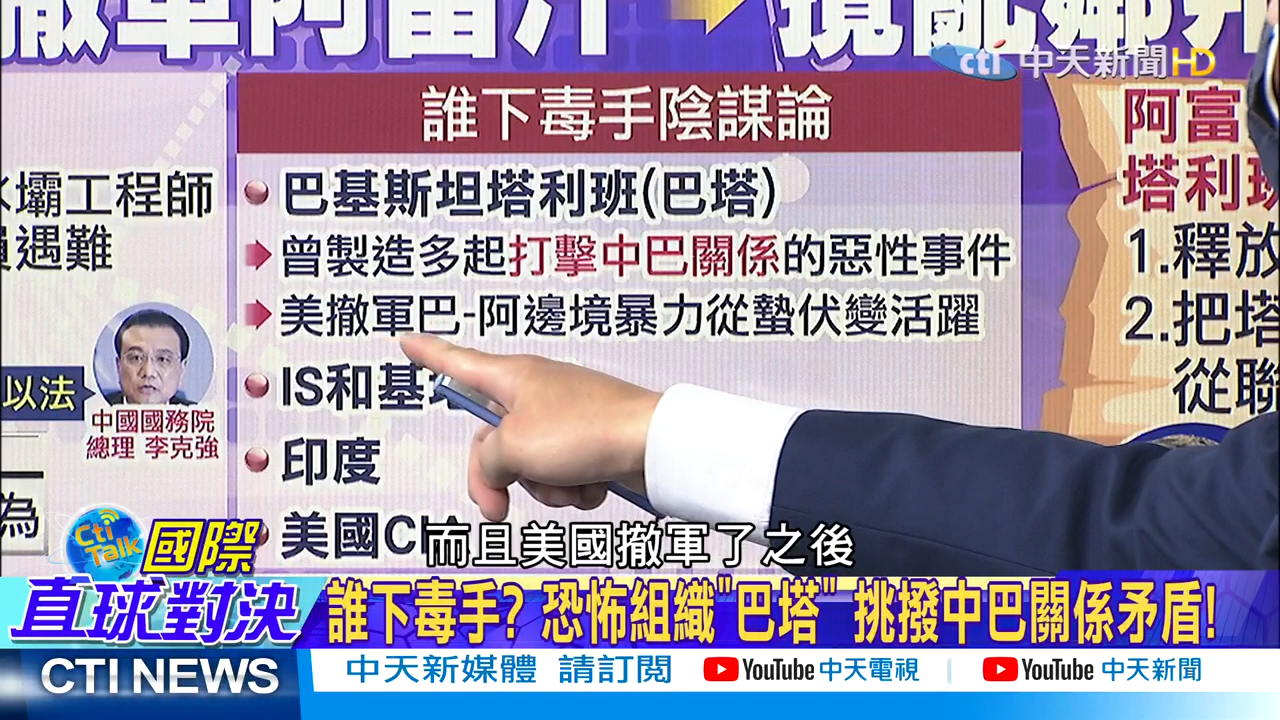 撤軍阿富汗
攪亂鄰
cti 中天新聞HD
誰下毒手陰謀論
巴基斯坦塔利班(巴塔)
曾製造多起打擊中巴關係的惡性事件
美撤軍巴-阿邊境暴力從蟄伏變活躍
IS和基
印度
美國C
水壩工程師
遇難
以法
中國國務院
總理 李克強
為
阿富
塔利班
1.釋放
2.把塔
從聯
而且美國撤軍了之後
Cti Talk 國際
直球對決
誰下毒手? 恐怖組織"巴塔" 挑撥中巴關係矛盾!
CTI NEWS
中天新媒體 請訂閱 YouTube 中天電視 | YouTube 中天新聞